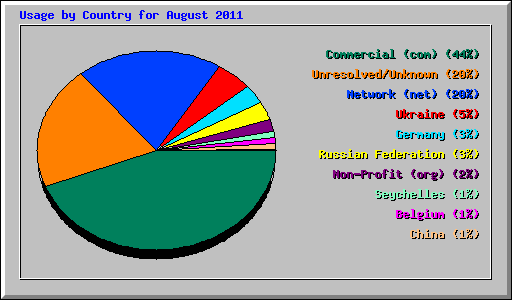 Usage by Country for August 2011
Commercial (com) (44%)
Unresolved/Unknown (20%)
Network (net) (20%)
Ukraine (5%)
Germany (3%)
Russian Federation (3%)
Non-Profit (org) (2%)
Seychelles (1%)
Belgium (1%)
China (1%)